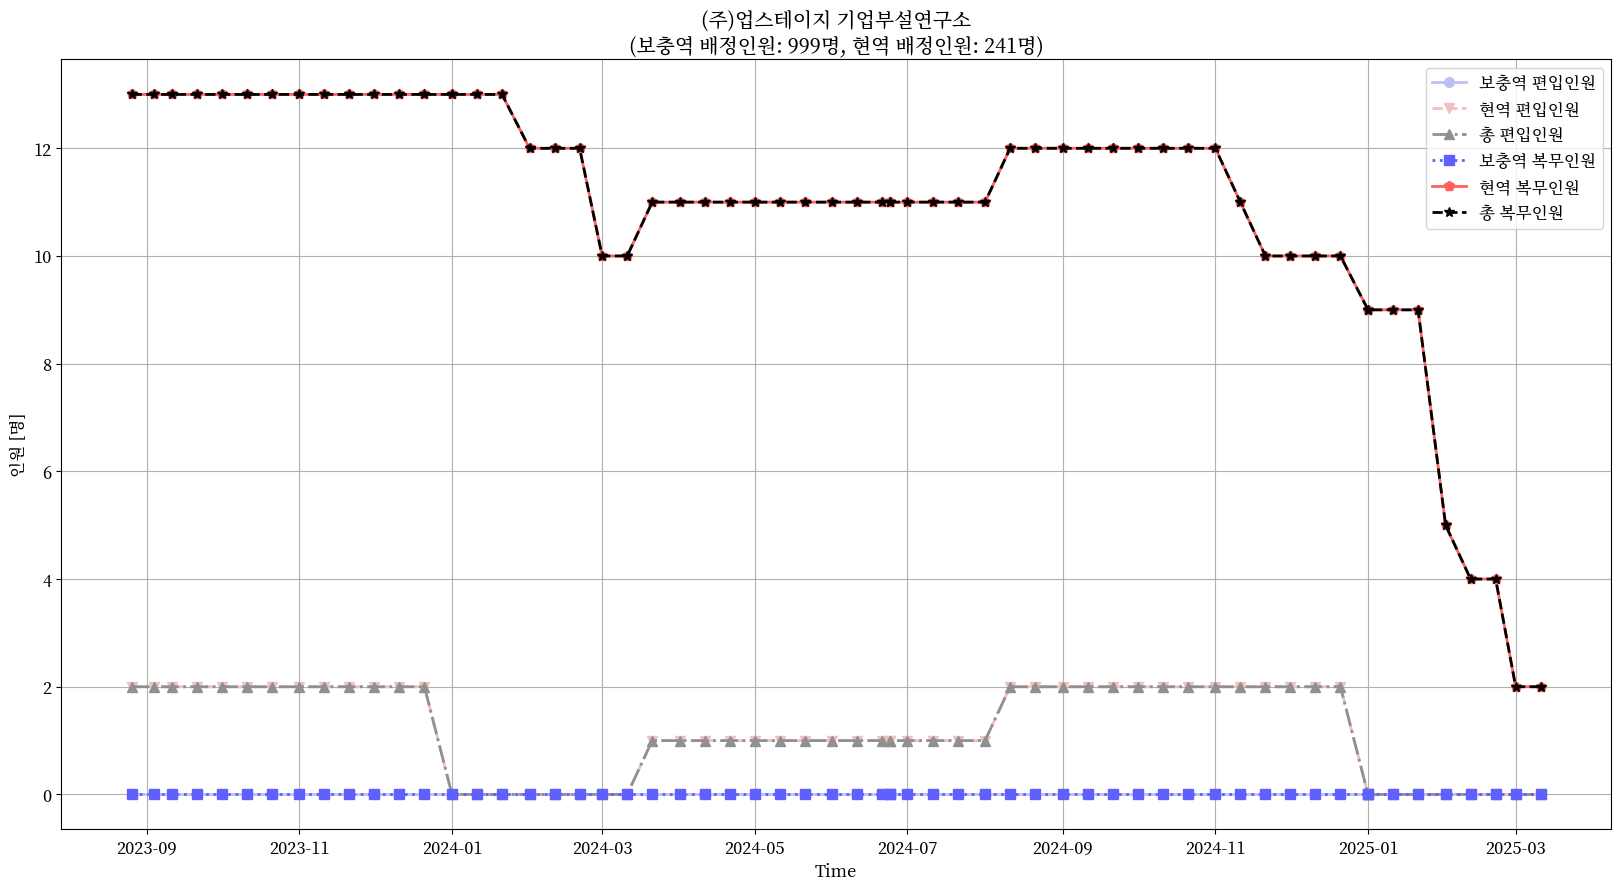 (주)업스테이지 기업부설연구소
(보충역 배정인원: 999명, 현역 배정인원: 241명)
보충역 편입인원
현역 편입인원
총 편입인원
보충역 복무인원
현역 복무인원
총 복무인원
인원 [명]
12
10
8
6
4
2
0
2023-09
2023-11
2024-01
2024-03
2024-05
2024-07
2024-09
2024-11
2025-01
2025-03
Time